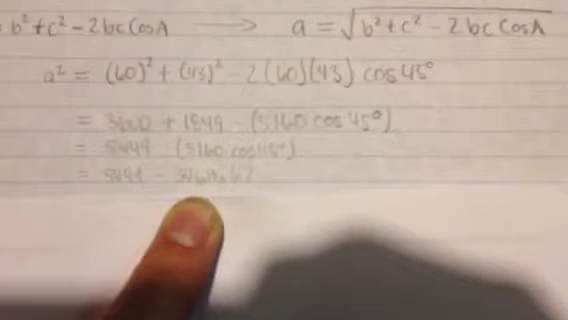 = b² + c² - 2bc CosA → a = √b² + c² - 2bc CosA
a² = (60)² + (43)² - 2(60)(43) cos 45°
= 3600 + 1849 - (5160 cos 45°)
= 5449 - (5160 cos 45°)
= 5449 -